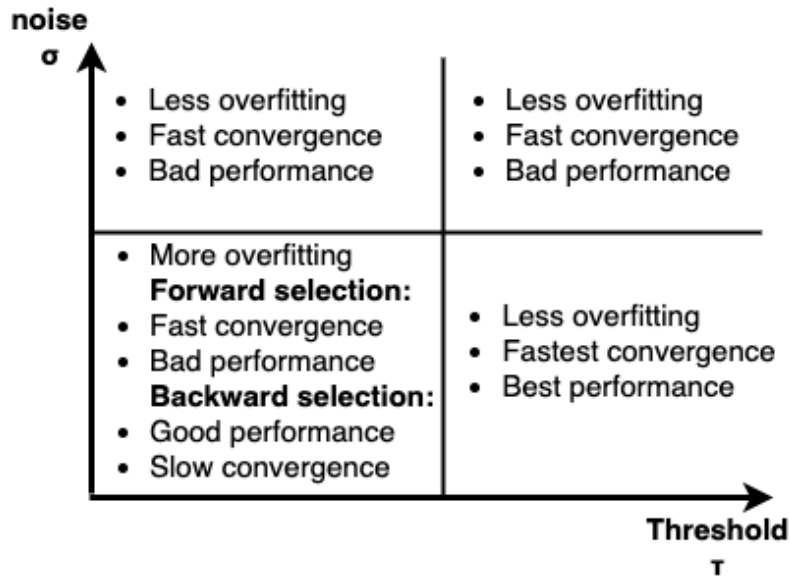 noise
σ
• Less overfitting
• Fast convergence
• Bad performance
• Less overfitting
• Fast convergence
• Bad performance
• More overfitting
Forward selection:
• Fast convergence
• Bad performance
Backward selection:
• Good performance
• Slow convergence
• Less overfitting
• Fastest convergence
• Best performance
Threshold
τ